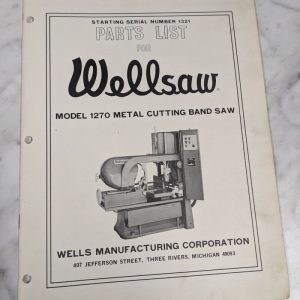 STARTING SERIAL NUMBER 1321
PARTS LIST
FOR
Wellsaw
MODEL 1270 METAL CUTTING BAND SAW
WELLS MANUFACTURING CORPORATION
407 JEFFERSON STREET, THREE RIVERS, MICHIGAN 49093